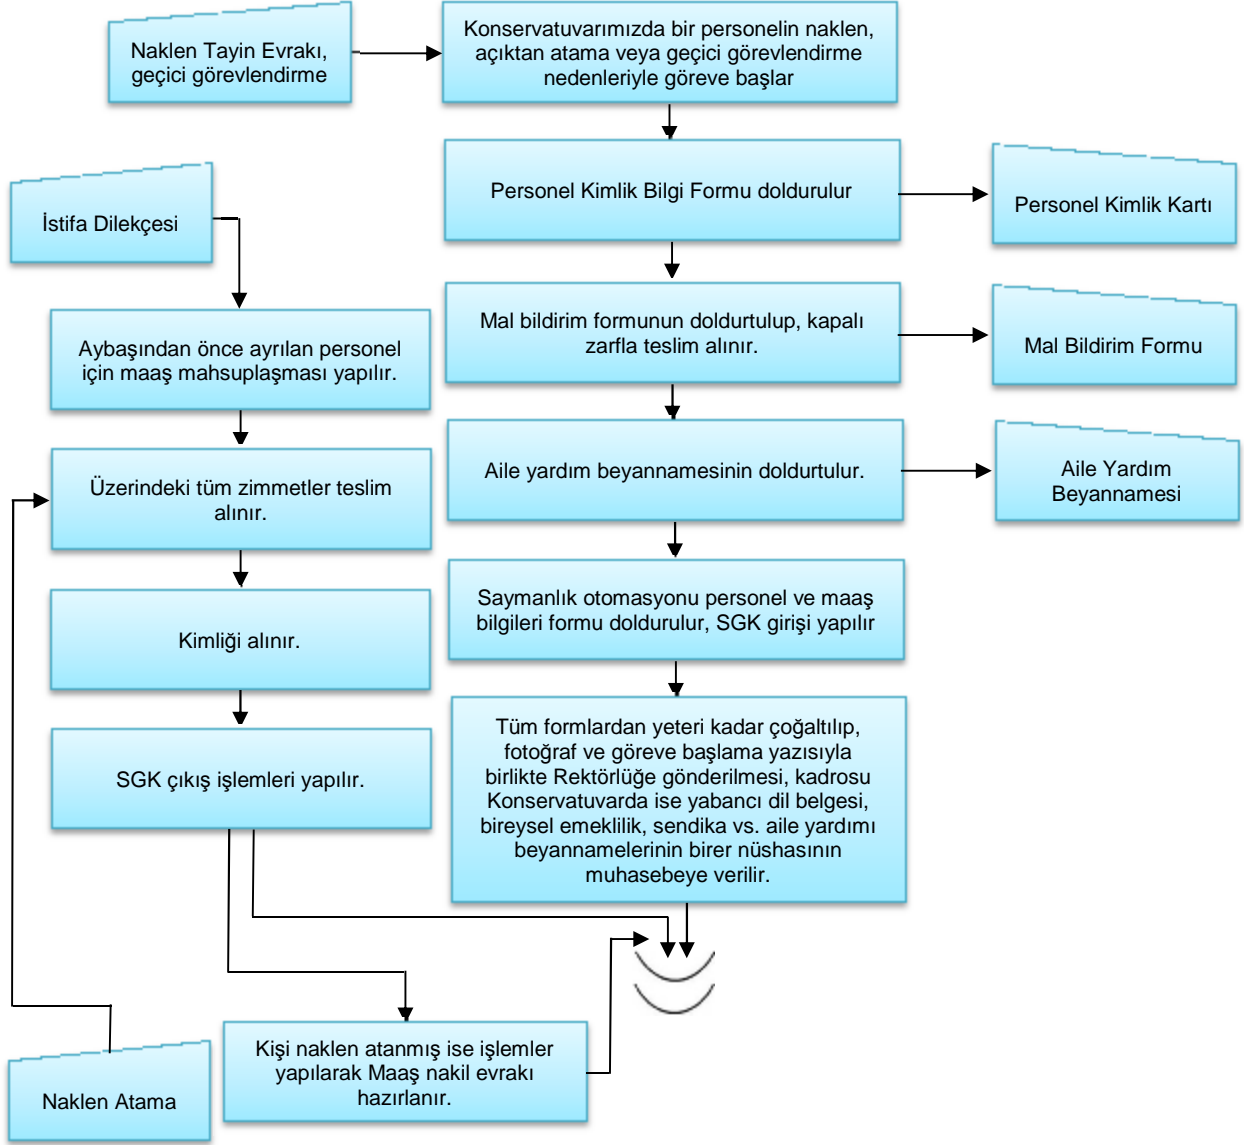 Naklen Tayin Evrakı,
geçici görevlendirme
Konservatuvarımızda bir personelin naklen,
açıktan atama veya geçici görevlendirme
nedenleriyle göreve başlar
Personel Kimlik Bilgi Formu doldurulur
Personel Kimlik Kartı
İstifa Dilekçesi
Mal bildirim formunun doldurtulup, kapalı
zarfla teslim alınır.
Mal Bildirim Formu
Aybaşından önce ayrılan personel
için maaş mahsuplaşması yapılır.
Aile yardım beyannamesinin doldurtulur.
Aile Yardım
Beyannamesi
Üzerindeki tüm zimmetler teslim
alınır.
Saymanlık otomasyonu personel ve maaş
bilgileri formu doldurulur, SGK girişi yapılır
Kimliği alınır.
Tüm formlardan yeteri kadar çoğaltılıp,
fotoğraf ve göreve başlama yazısıyla
birlikte Rektörlüğe gönderilmesi, kadrosu
Konservatuvarda ise yabancı dil belgesi,
bireysel emeklilik, sendika vs. aile yardımı
beyannamelerinin birer nüshasının
muhasebeye verilir.
SGK çıkış işlemleri yapılır.
Kişi naklen atanmış ise işlemler
yapılarak Maaş nakil evrakı
hazırlanır.
Naklen Atama